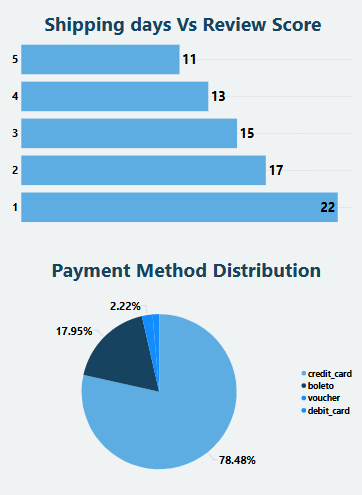 Shipping days Vs Review Score
5 11
4 13
3 15
2 17
1 22
Payment Method Distribution
2.22%
17.95%
credit_card
boleto
voucher
debit_card
78.48%